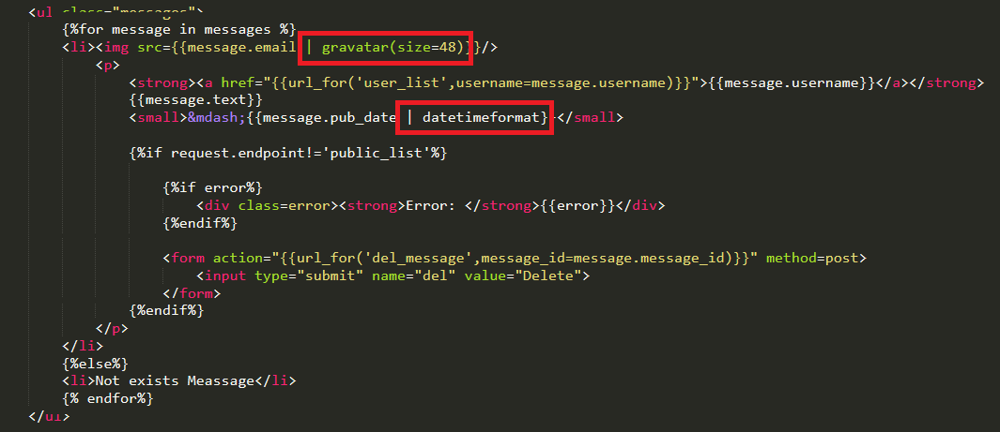 <ul class="messages">
{%for message in messages %}
<li><img src={{message.email | gravatar(size=48)}}/>
<p>
<strong><a href="{{url_for('user_list',username=message.username)}}">{{message.username}}</a></strong>
{{message.text}}
<small>&mdash;{{message.pub_date | datetimeformat}}</small>
{%if request.endpoint!='public_list'%}
{%if error%}
<div class=error><strong>Error: </strong>{{error}}</div>
{%endif%}
<form action="{{url_for('del_message',message_id=message.message_id)}}" method=post>
<input type="submit" name="del" value="Delete">
</form>
{%endif%}
</p>
</li>
{%else%}
<li>Not exists Meassage</li>
{% endfor%}
</ul>